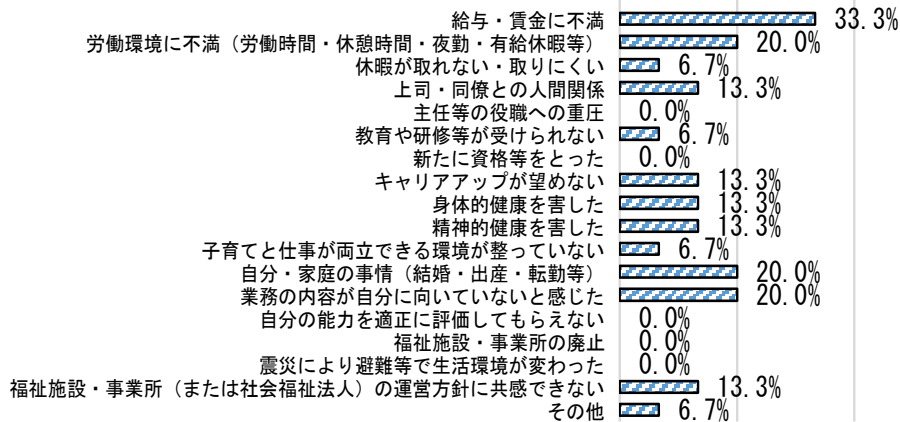 給与・賃金に不満 33.3%
労働環境に不満（労働時間・休憩時間・夜勤・有給休暇等） 20.0%
休暇が取れない・取りにくい 6.7%
上司・同僚との人間関係 13.3%
主任等の役職への重圧 0.0%
教育や研修等が受けられない 6.7%
新たに資格等をとった 0.0%
キャリアアップが望めない 13.3%
身体的健康を害した 13.3%
精神的健康を害した 13.3%
子育てと仕事が両立できる環境が整っていない 6.7%
自分・家庭の事情（結婚・出産・転勤等） 20.0%
業務の内容が自分に向いていないと感じた 20.0%
自分の能力を適正に評価してもらえない 0.0%
福祉施設・事業所の廃止 0.0%
震災により避難等で生活環境が変わった 0.0%
福祉施設・事業所（または社会福祉法人）の運営方針に共感できない 13.3%
その他 6.7%